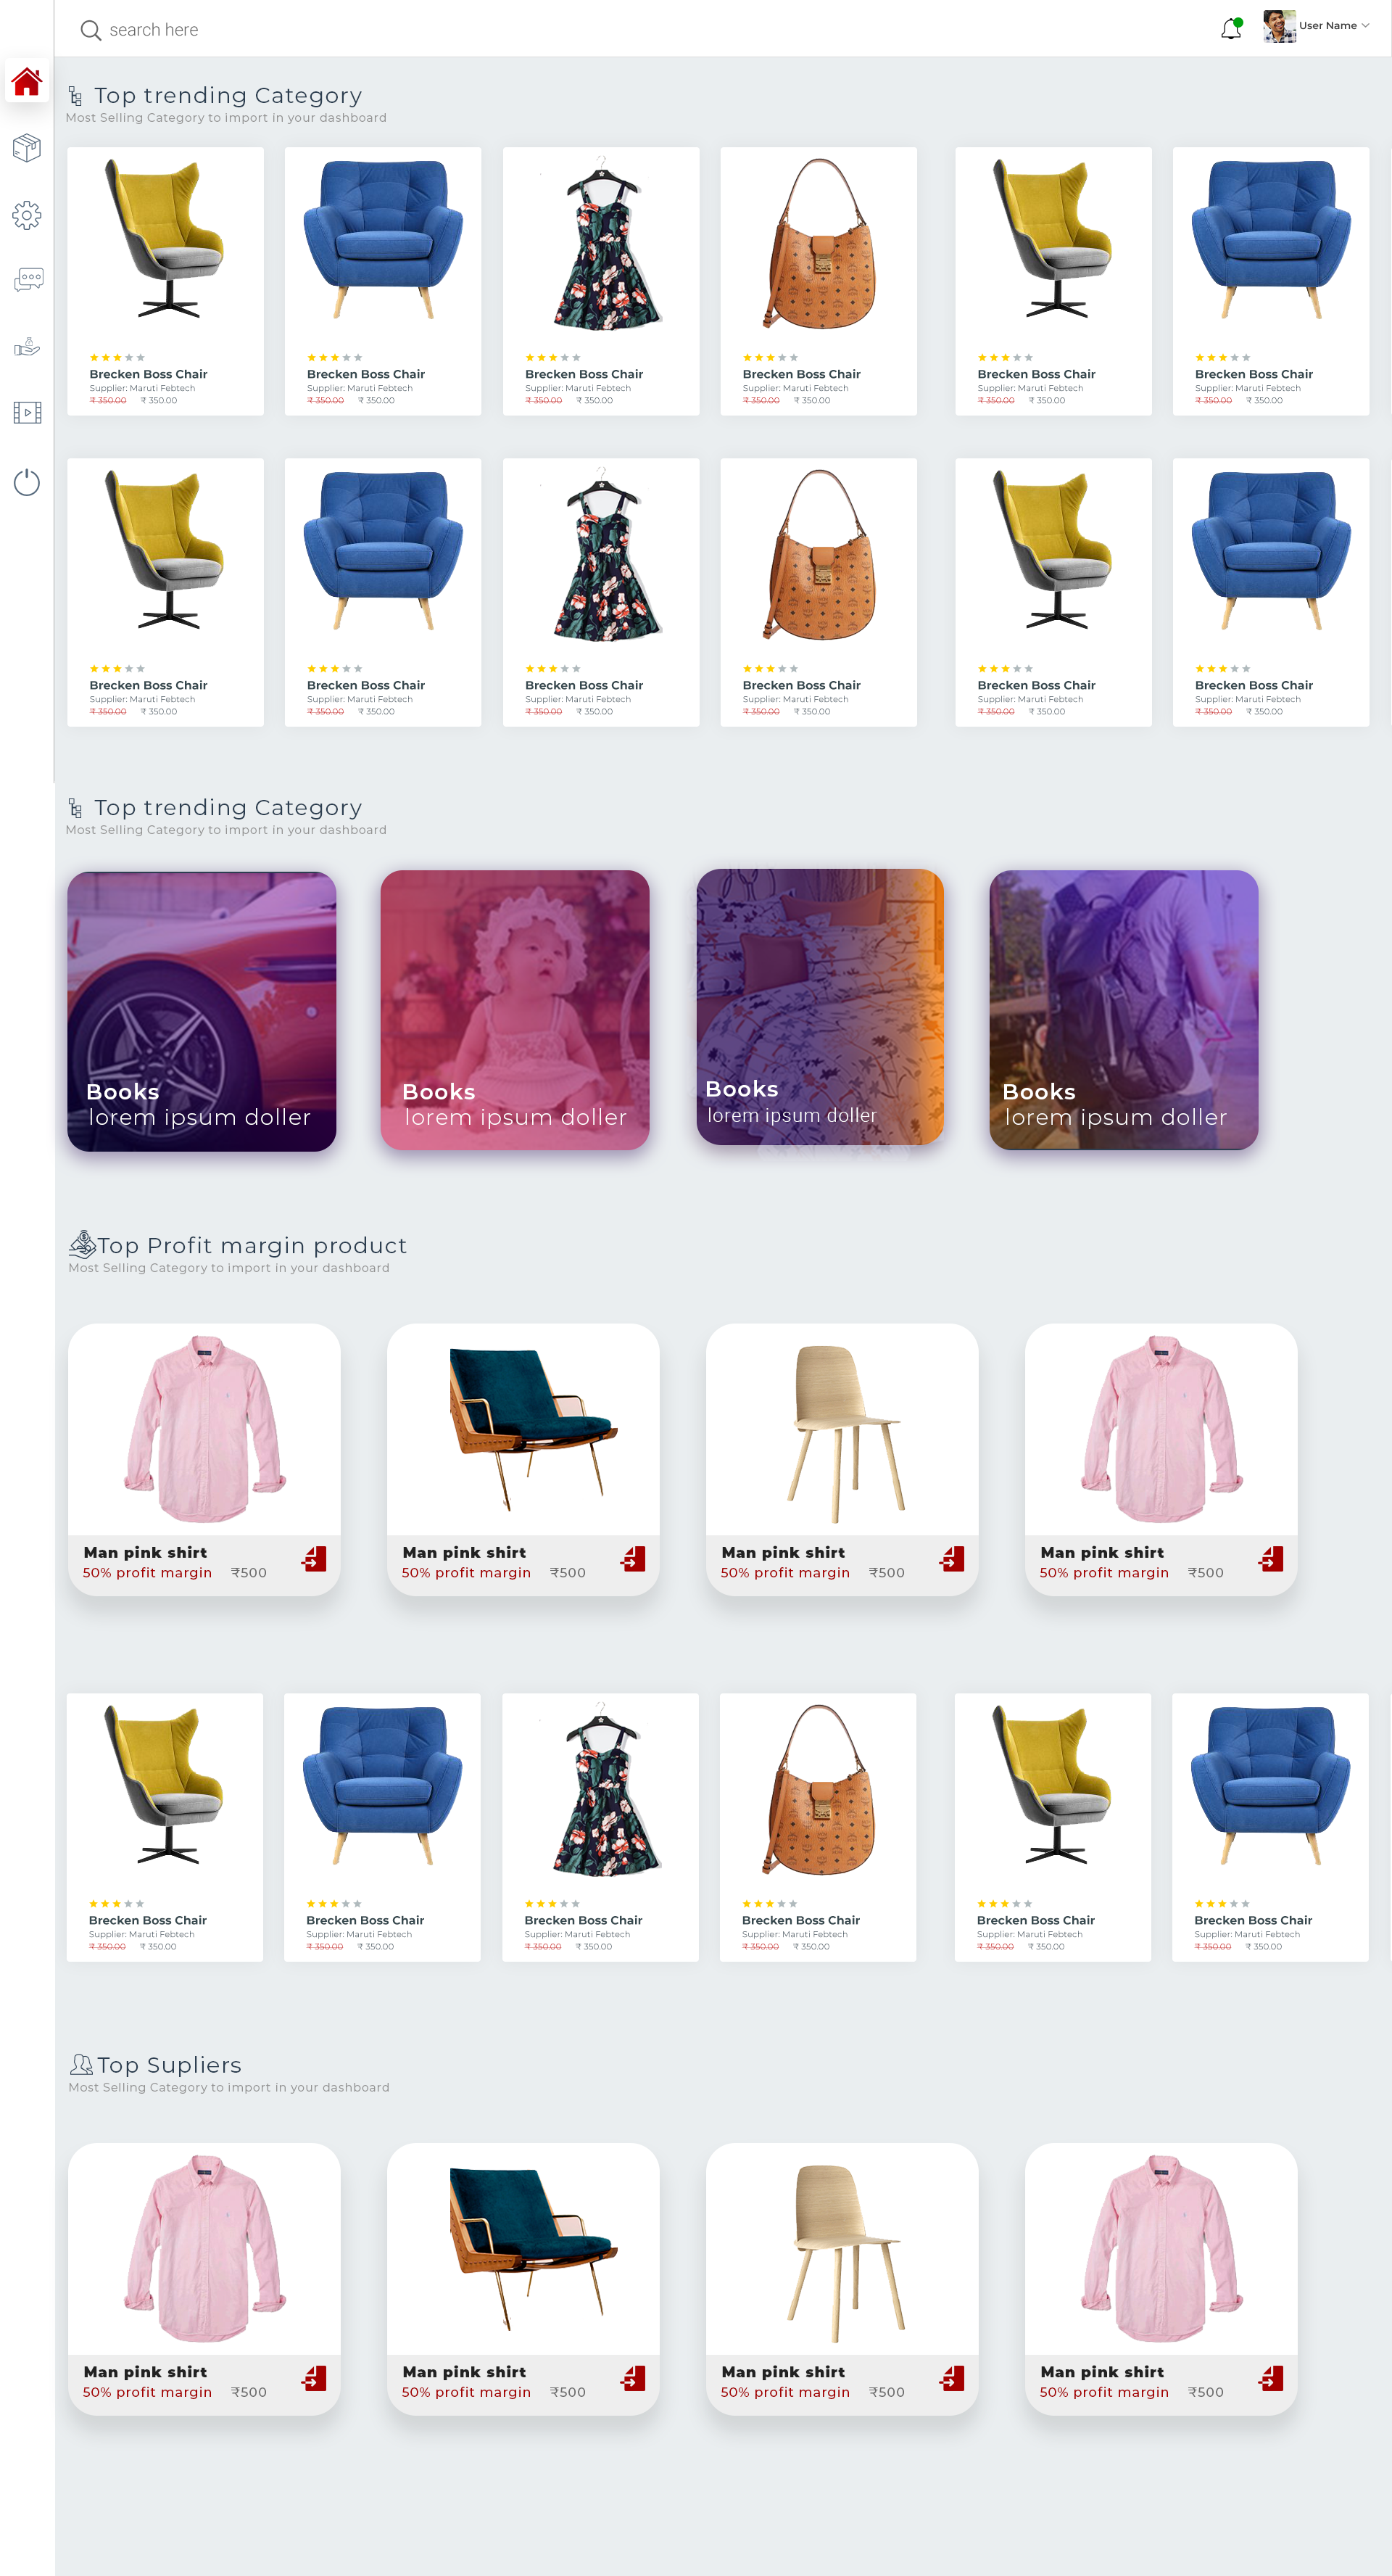 search here
User Name
Top trending Category
Most Selling Category to import in your dashboard
Brecken Boss Chair
Supplier: Maruti Febtech
₹ 350.00 ₹ 350.00
Brecken Boss Chair
Supplier: Maruti Febtech
₹ 350.00 ₹ 350.00
Brecken Boss Chair
Supplier: Maruti Febtech
₹ 350.00 ₹ 350.00
Brecken Boss Chair
Supplier: Maruti Febtech
₹ 350.00 ₹ 350.00
Brecken Boss Chair
Supplier: Maruti Febtech
₹ 350.00 ₹ 350.00
Brecken Boss Chair
Supplier: Maruti Febtech
₹ 350.00 ₹ 350.00
Brecken Boss Chair
Supplier: Maruti Febtech
₹ 350.00 ₹ 350.00
Brecken Boss Chair
Supplier: Maruti Febtech
₹ 350.00 ₹ 350.00
Brecken Boss Chair
Supplier: Maruti Febtech
₹ 350.00 ₹ 350.00
Brecken Boss Chair
Supplier: Maruti Febtech
₹ 350.00 ₹ 350.00
Brecken Boss Chair
Supplier: Maruti Febtech
₹ 350.00 ₹ 350.00
Brecken Boss Chair
Supplier: Maruti Febtech
₹ 350.00 ₹ 350.00
Top trending Category
Most Selling Category to import in your dashboard
Books
lorem ipsum doller
Books
lorem ipsum doller
Books
lorem ipsum doller
Books
lorem ipsum doller
Top Profit margin product
Most Selling Category to import in your dashboard
Man pink shirt
50% profit margin ₹500
Man pink shirt
50% profit margin ₹500
Man pink shirt
50% profit margin ₹500
Man pink shirt
50% profit margin ₹500
Brecken Boss Chair
Supplier: Maruti Febtech
₹ 350.00 ₹ 350.00
Brecken Boss Chair
Supplier: Maruti Febtech
₹ 350.00 ₹ 350.00
Brecken Boss Chair
Supplier: Maruti Febtech
₹ 350.00 ₹ 350.00
Brecken Boss Chair
Supplier: Maruti Febtech
₹ 350.00 ₹ 350.00
Brecken Boss Chair
Supplier: Maruti Febtech
₹ 350.00 ₹ 350.00
Brecken Boss Chair
Supplier: Maruti Febtech
₹ 350.00 ₹ 350.00
Top Supliers
Most Selling Category to import in your dashboard
Man pink shirt
50% profit margin ₹500
Man pink shirt
50% profit margin ₹500
Man pink shirt
50% profit margin ₹500
Man pink shirt
50% profit margin ₹500